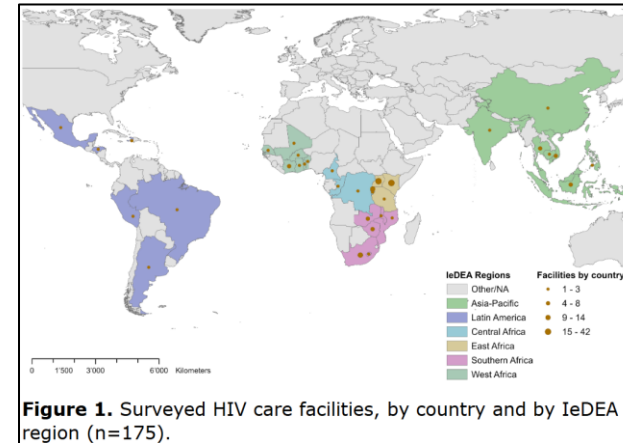 IeDEA Regions
Other/NA
Asia-Pacific
Latin America
Central Africa
East Africa
Southern Africa
West Africa
Facilities by country
1 - 3
4 - 8
9 - 14
15 - 42
0 1'500 3'000 6'000 Kilometers
Figure 1. Surveyed HIV care facilities, by country and by IeDEA
region (n=175).